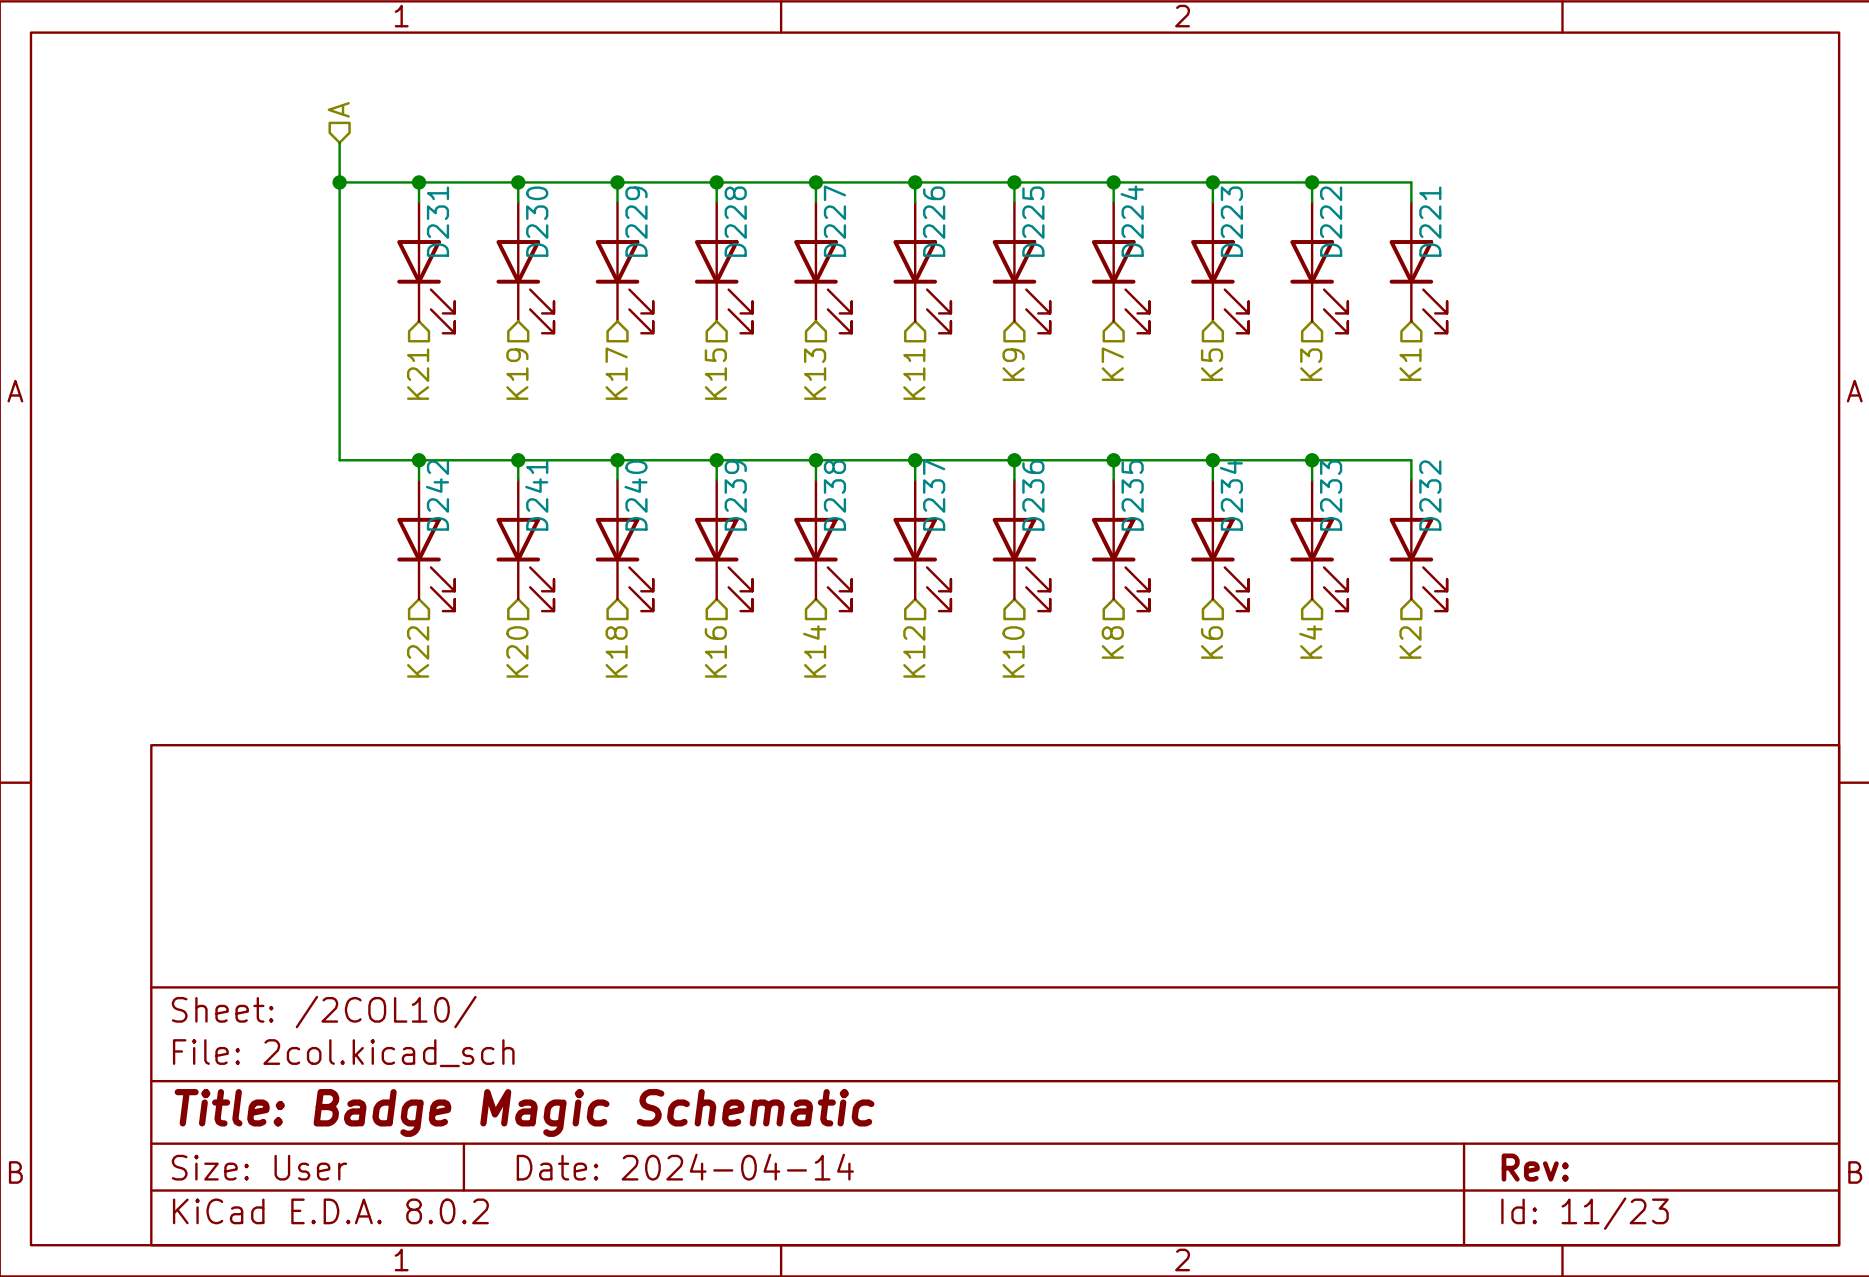 1 2
A
D231 D230 D229 D228 D227 D226 D225 D224 D223 D222 D221
K21 K19 K17 K15 K13 K11 K9 K7 K5 K3 K1
A A
D242 D241 D240 D239 D238 D237 D236 D235 D234 D233 D232
K22 K20 K18 K16 K14 K12 K10 K8 K6 K4 K2
Sheet: /2COL10/
File: 2col.kicad_sch
Title: Badge Magic Schematic
Size: User Date: 2024-04-14 Rev:
KiCad E.D.A. 8.0.2 Id: 11/23
B B
1 2